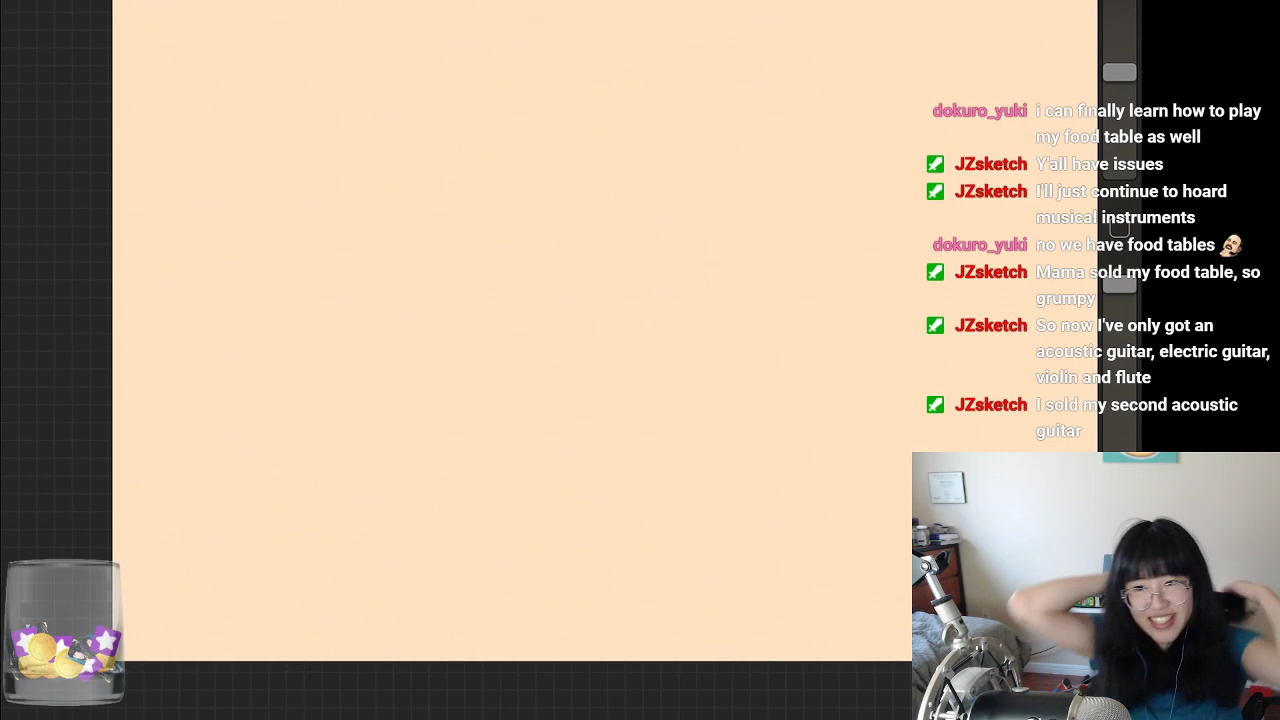 dokuro_yuki i can finally learn how to play
my food table as well
JZsketch Y'all have issues
JZsketch I'll just continue to hoard
musical instruments
dokuro_yuki no we have food tables
JZsketch Mama sold my food table, so
grumpy
JZsketch So now I've only got an
acoustic guitar, electric guitar,
violin and flute
JZsketch I sold my second acoustic
guitar